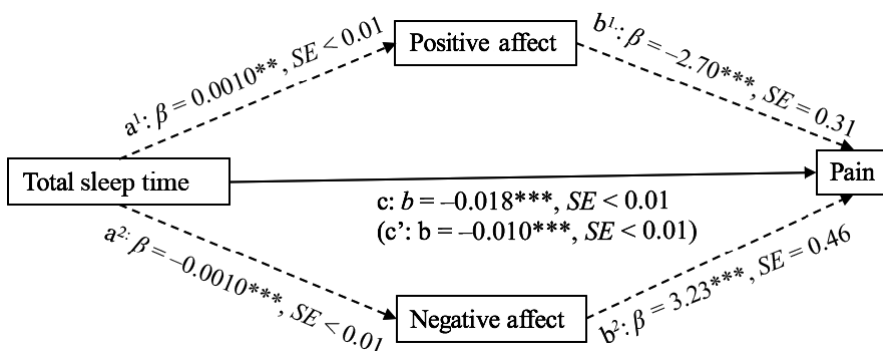 Positive affect
a¹: β = 0.0010**, SE < 0.01
b¹: β = –2.70***, SE = 0.31
Total sleep time
Pain
c: b = –0.018***, SE < 0.01
(c’: b = –0.010***, SE < 0.01)
a²: β = –0.0010***, SE < 0.01
b²: β = 3.23***, SE = 0.46
Negative affect